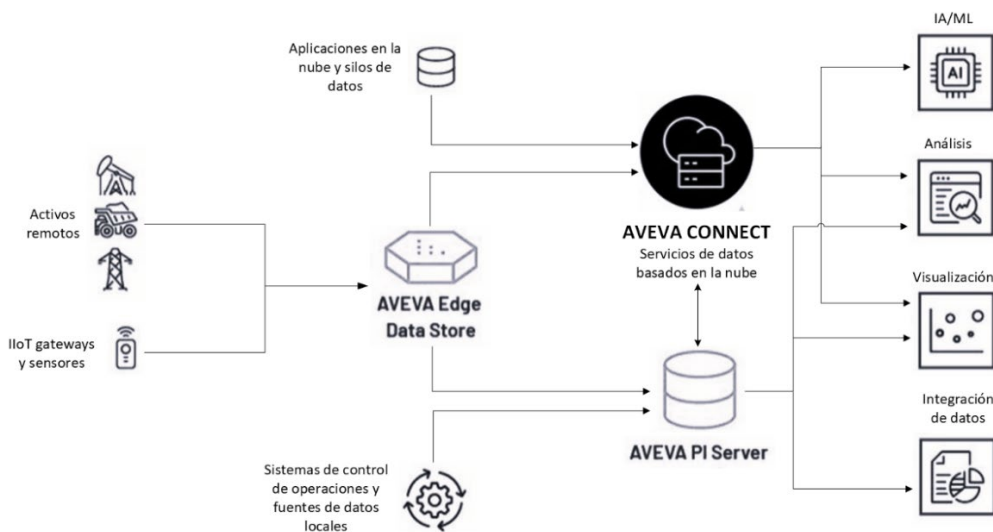 Aplicaciones en la
nube y silos de
datos
IA/ML
AI
Análisis
Activos
remotos
AVEVA CONNECT
Servicios de datos
basados en la nube
AVEVA Edge
Data Store
Visualización
IIoT gateways
y sensores
Integración
de datos
AVEVA PI Server
Sistemas de control
de operaciones y
fuentes de datos
locales